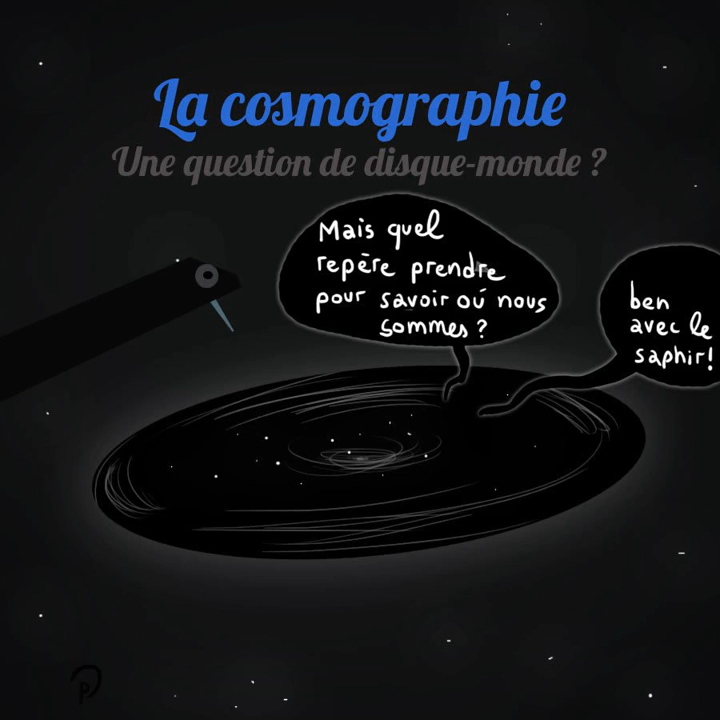 La cosmographie
Une question de disque-monde ?
Mais quel
repère prendre
pour savoir où nous
sommes ?
ben
avec le
saphir!